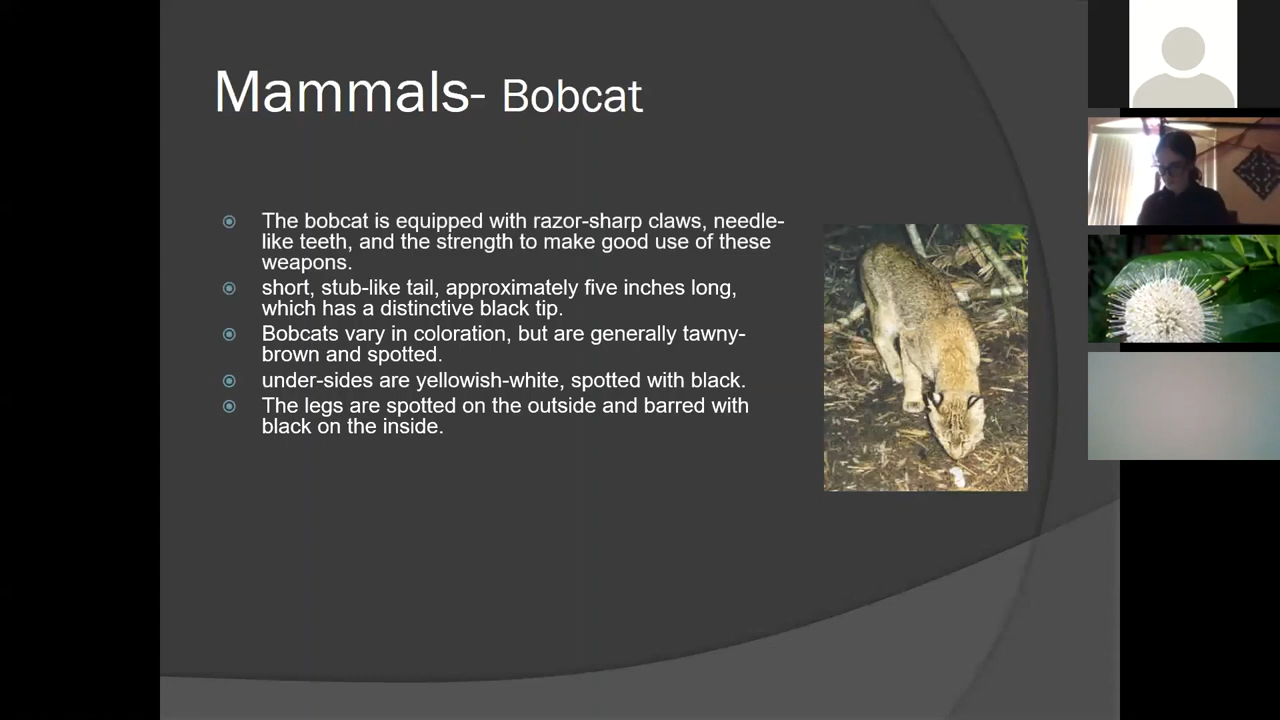 Mammals- Bobcat
The bobcat is equipped with razor-sharp claws, needle-
like teeth, and the strength to make good use of these
weapons.
short, stub-like tail, approximately five inches long,
which has a distinctive black tip.
Bobcats vary in coloration, but are generally tawny-
brown and spotted.
under-sides are yellowish-white, spotted with black.
The legs are spotted on the outside and barred with
black on the inside.